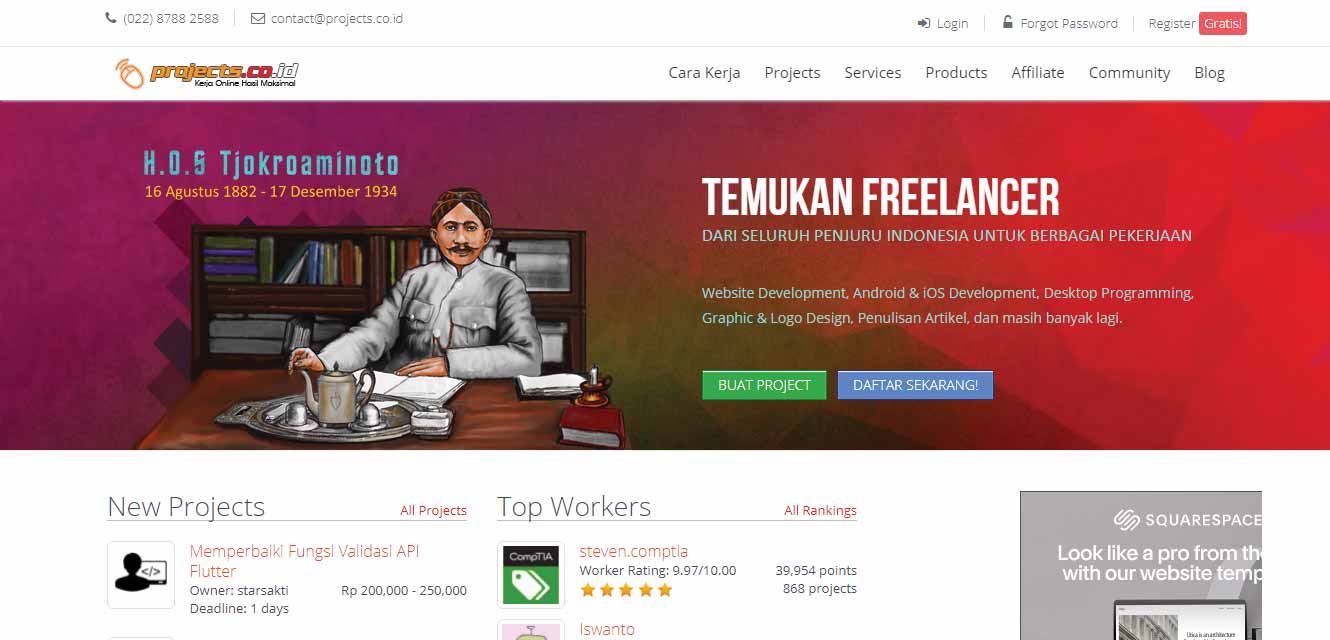 (022) 8788 2588
contact@projects.co.id
Login
Forgot Password
Register Gratis!
projects.co.id
Kerja Online Hasil Maksimal
Cara Kerja
Projects
Services
Products
Affiliate
Community
Blog
H.O.S Tjokroaminoto
16 Agustus 1882 - 17 Desember 1934
TEMUKAN FREELANCER
DARI SELURUH PENJURU INDONESIA UNTUK BERBAGAI PEKERJAAN
Website Development, Android & iOS Development, Desktop Programming,
Graphic & Logo Design, Penulisan Artikel, dan masih banyak lagi.
BUAT PROJECT
DAFTAR SEKARANG!
New Projects
All Projects
Memperbaiki Fungsi Validasi API
Flutter
Owner: starsakti
Rp 200,000 - 250,000
Deadline: 1 days
Top Workers
All Rankings
CompTIA
steven.comptia
Worker Rating: 9.97/10.00
39,954 points
868 projects
Iswanto
SQUARESPACE
Look like a pro from the
with our website temp